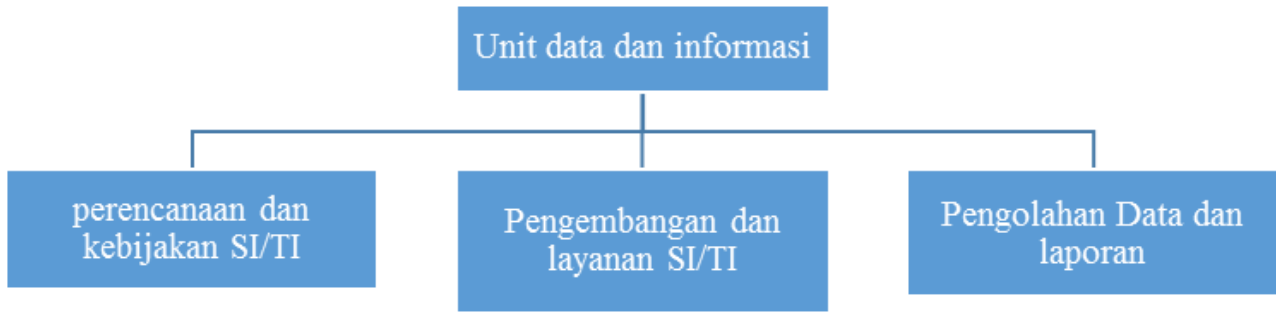 Unit data dan informasi
perencanaan dan
kebijakan SI/TI
Pengembangan dan
layanan SI/TI
Pengolahan Data dan
laporan